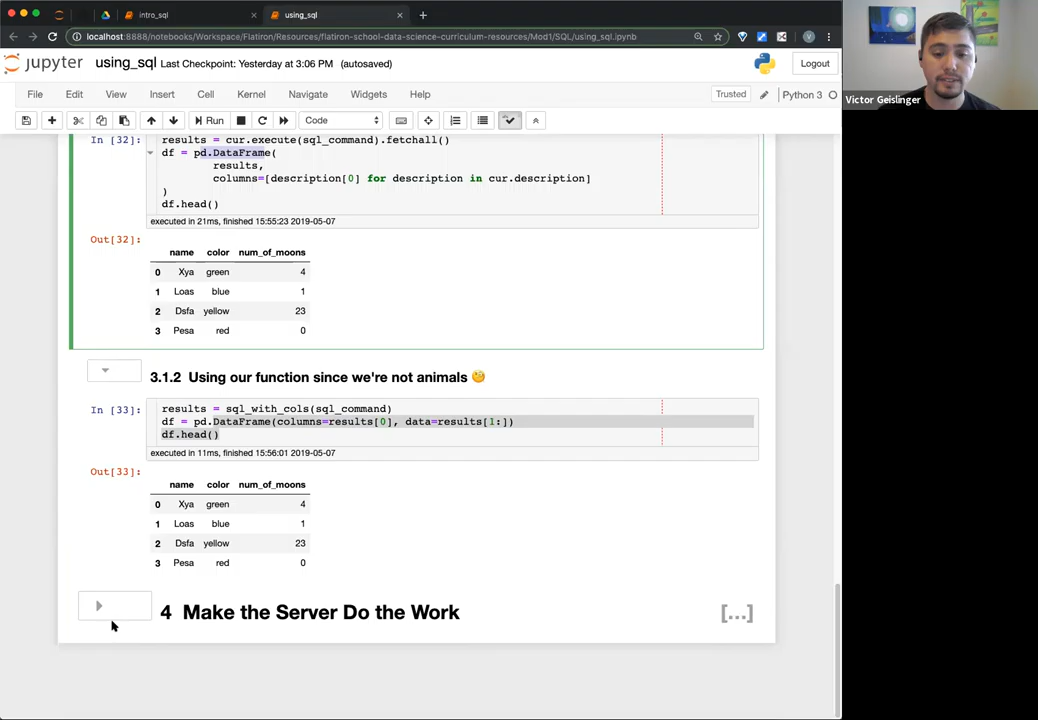 intro_sql
using_sql
localhost:8888/notebooks/Workspace/Flatiron/Resources/flatiron-school-data-science-curriculum-resources/Mod1/SQL/using_sql.ipynb
jupyter using_sql Last Checkpoint: Yesterday at 3:06 PM (autosaved) Logout
File Edit View Insert Cell Kernel Navigate Widgets Help Trusted Python 3
Run Code
Victor Geislinger
In [32]: results = cur.execute(sql_command).fetchall()
df = pd.DataFrame(
results,
columns=[description[0] for description in cur.description]
)
df.head()
executed in 21ms, finished 15:55:23 2019-05-07
Out[32]:
name color num_of_moons
0 Xya green 4
1 Loas blue 1
2 Dsfa yellow 23
3 Pesa red 0
3.1.2 Using our function since we're not animals 🧐
In [33]: results = sql_with_cols(sql_command)
df = pd.DataFrame(columns=results[0], data=results[1:])
df.head()
executed in 11ms, finished 15:56:01 2019-05-07
Out[33]:
name color num_of_moons
0 Xya green 4
1 Loas blue 1
2 Dsfa yellow 23
3 Pesa red 0
4 Make the Server Do the Work [...]